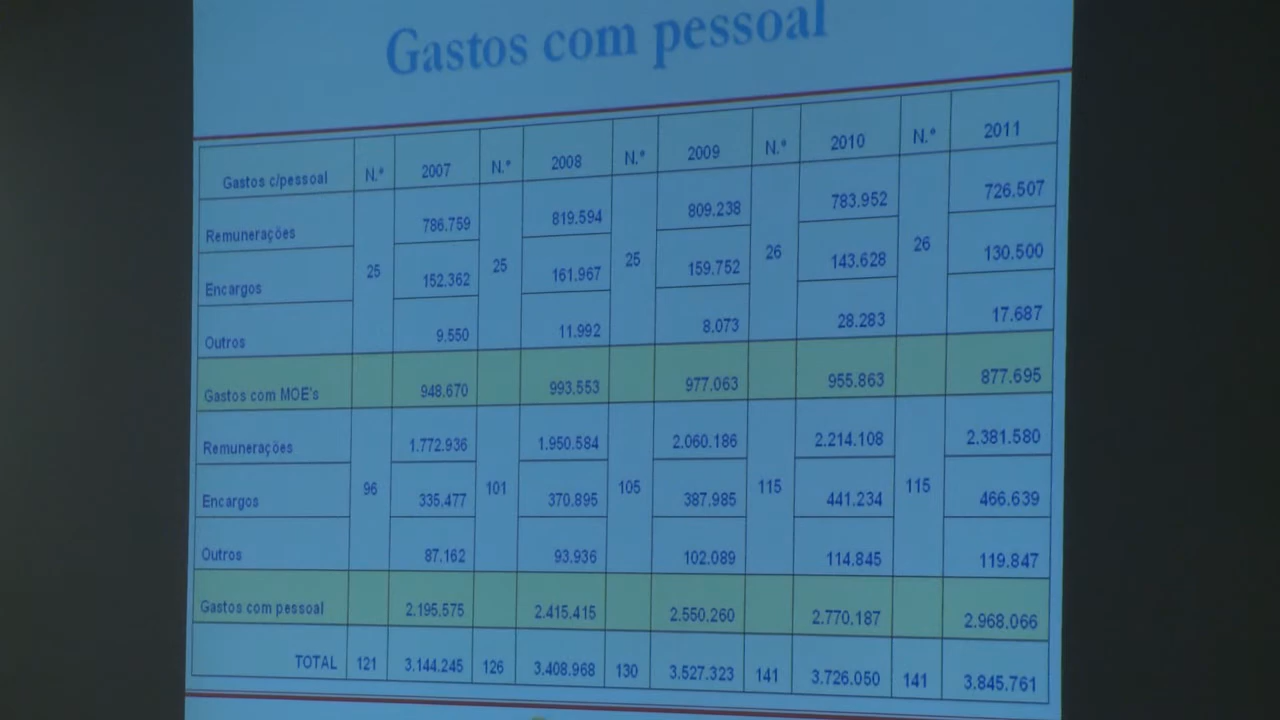 Gastos com pessoal
Gastos c/pessoal N.º 2007 N.º 2008 N.º 2009 N.º 2010 N.º 2011
Remunerações 786.759 819.594 809.238 783.952 726.507
Encargos 25 152.362 25 161.967 25 159.752 26 143.628 26 130.500
Outros 9.550 11.992 8.073 28.283 17.687
Gastos com MOE's 948.670 993.553 977.063 955.863 877.695
Remunerações 1.772.936 1.950.584 2.060.186 2.214.108 2.381.580
Encargos 96 335.477 101 370.895 105 387.985 115 441.234 115 466.639
Outros 87.162 93.936 102.089 114.845 119.847
Gastos com pessoal 2.195.575 2.415.415 2.550.260 2.770.187 2.968.066
TOTAL 121 3.144.245 126 3.408.968 130 3.527.323 141 3.726.050 141 3.845.761